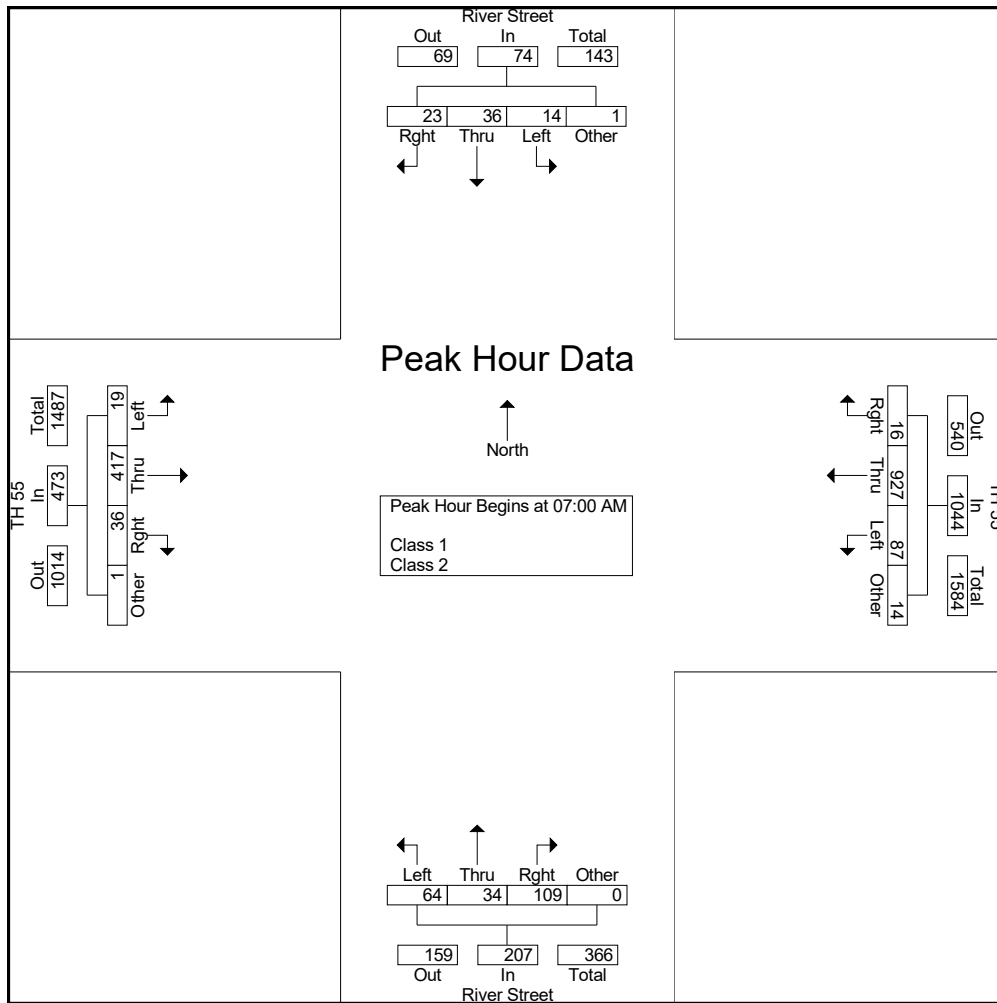 River Street
Out In Total
69 74 143
23 36 14 1
Rght Thru Left Other
Peak Hour Data
North
Peak Hour Begins at 07:00 AM
Class 1
Class 2
TH 55
Out In Total
1014 473 1487
Left Thru Rght Other
19 417 36 1
Out In Total
540 1044 1584
Rght Thru Left Other
16 927 87 14
Left Thru Rght Other
64 34 109 0
159 207 366
Out In Total
River Street